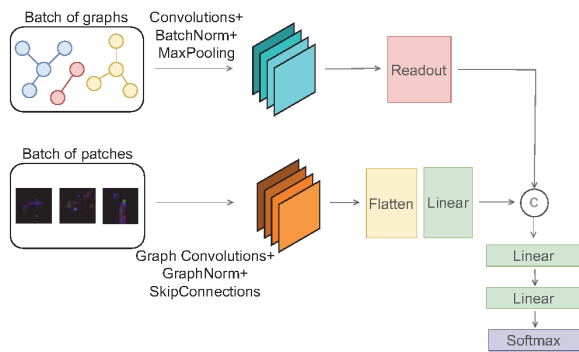 Batch of graphs
Convolutions+
BatchNorm+
MaxPooling
Readout
Batch of patches
Graph Convolutions+
GraphNorm+
SkipConnections
Flatten
Linear
C
Linear
Linear
Softmax